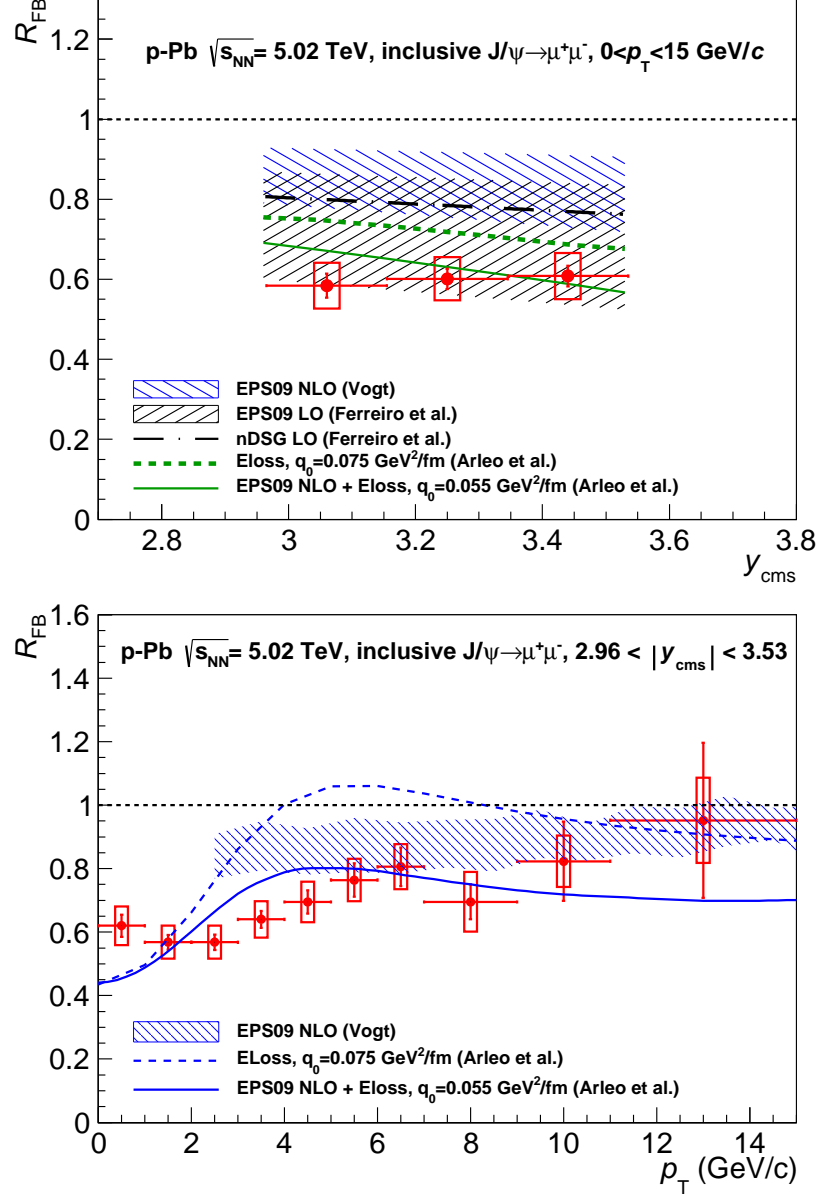 R_FB
p-Pb √s_NN = 5.02 TeV, inclusive J/ψ→μ⁺μ⁻, 0<p_T<15 GeV/c
1.2
1
0.8
0.6
0.4
0.2
0
EPS09 NLO (Vogt)
EPS09 LO (Ferreiro et al.)
nDSG LO (Ferreiro et al.)
Eloss, q₀=0.075 GeV²/fm (Arleo et al.)
EPS09 NLO + Eloss, q₀=0.055 GeV²/fm (Arleo et al.)
2.8 3 3.2 3.4 3.6 3.8
y_cms
R_FB
p-Pb √s_NN = 5.02 TeV, inclusive J/ψ→μ⁺μ⁻, 2.96 < |y_cms| < 3.53
1.6
1.4
1.2
1
0.8
0.6
0.4
0.2
0
EPS09 NLO (Vogt)
ELoss, q₀=0.075 GeV²/fm (Arleo et al.)
EPS09 NLO + Eloss, q₀=0.055 GeV²/fm (Arleo et al.)
0 2 4 6 8 10 12 14
p_T (GeV/c)